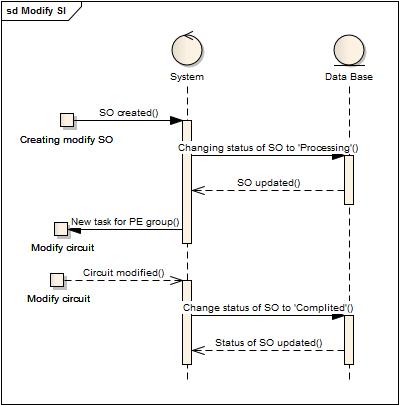 sd Modify SI
System
Data Base
SO created()
Creating modify SO
Changing status of SO to 'Processing'()
SO updated()
New task for PE group()
Modify circuit
Circuit modified()
Modify circuit
Change status of SO to 'Complited'()
Status of SO updated()